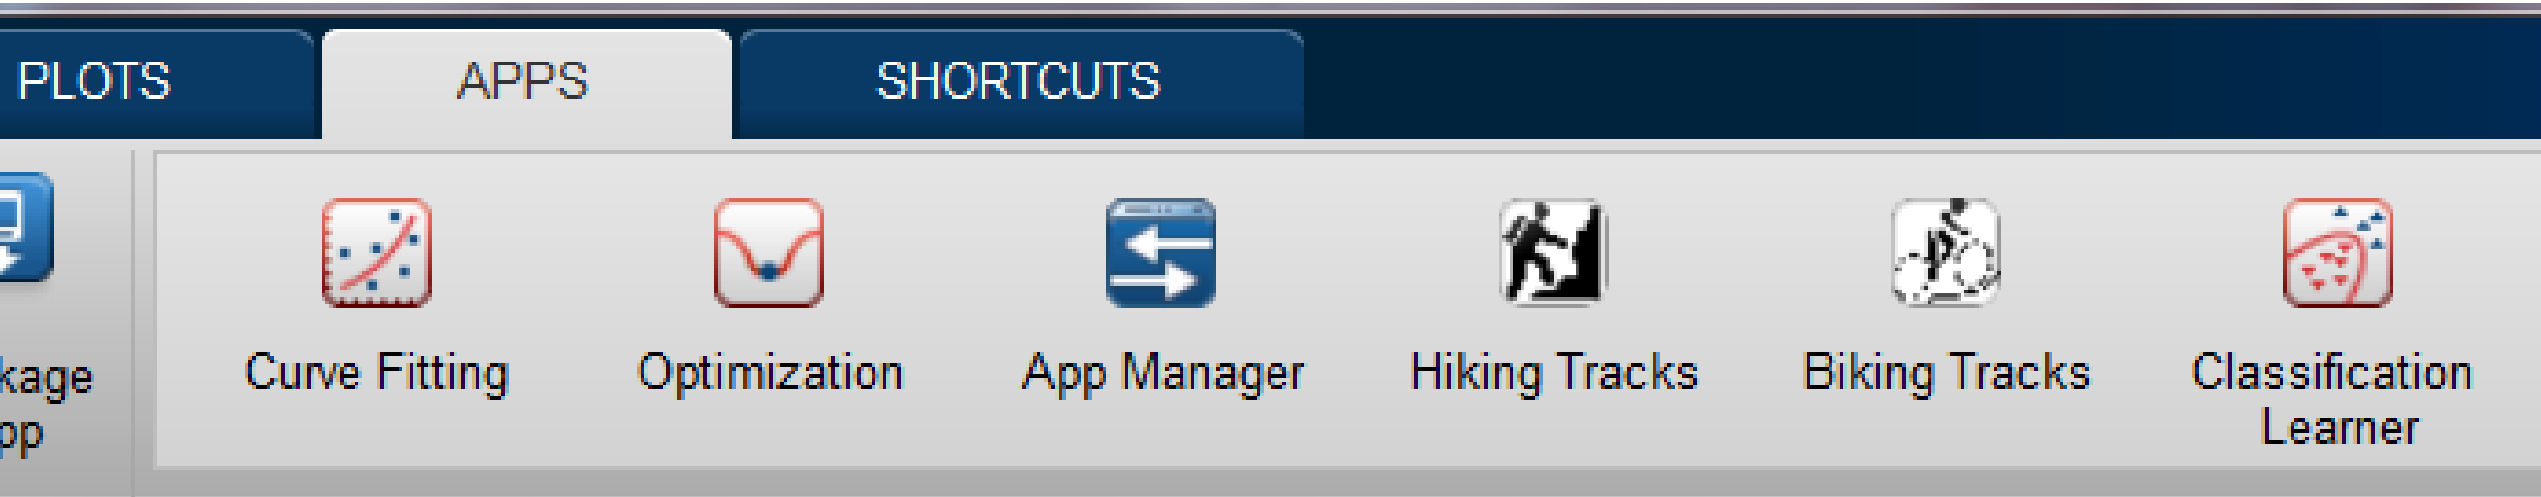 PLOTS
APPS
SHORTCUTS
kage
pp
Curve Fitting
Optimization
App Manager
Hiking Tracks
Biking Tracks
Classification
Learner